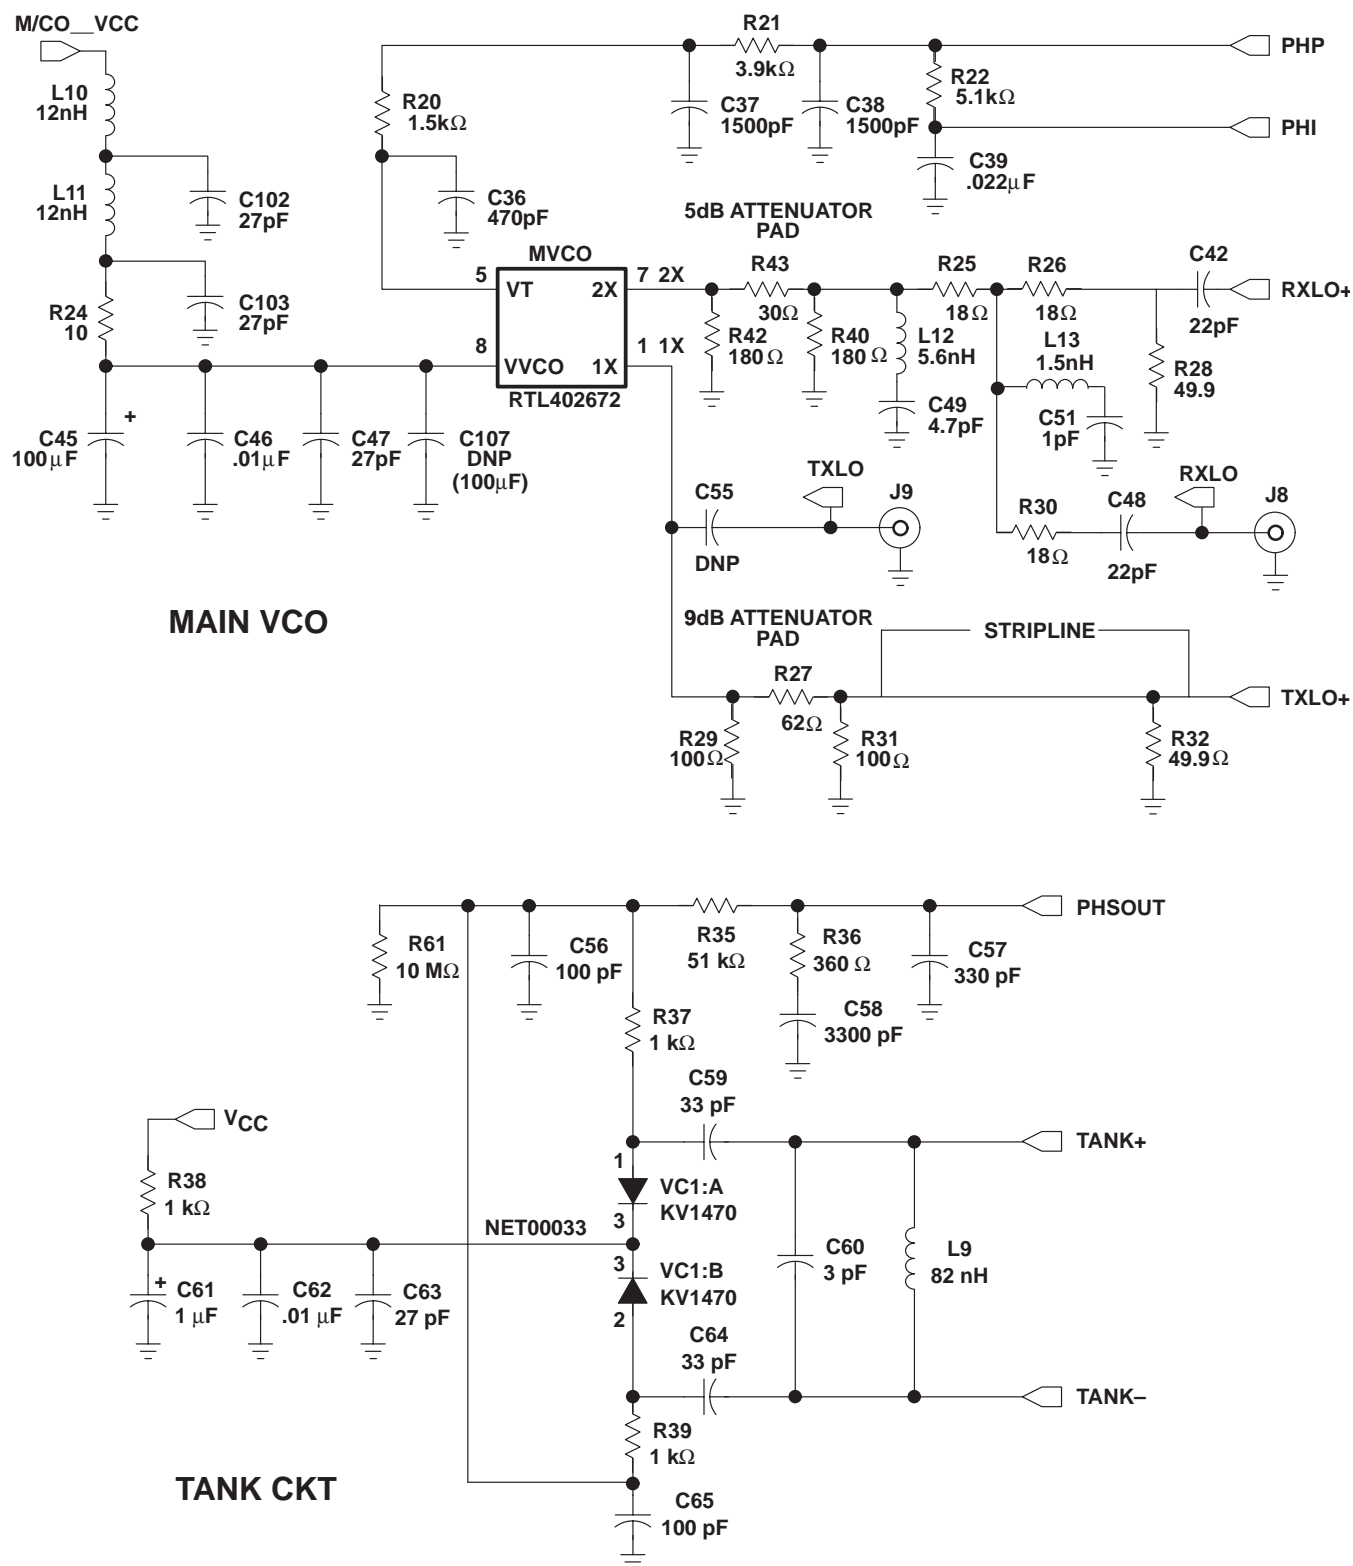 M/CO__VCC
L10
12nH
L11
12nH
R24
10
C102
27pF
C103
27pF
R20
1.5kΩ
C36
470pF
R21
3.9kΩ
C37
1500pF
C38
1500pF
R22
5.1kΩ
C39
.022µF
PHP
PHI
5dB ATTENUATOR
PAD
MVCO
5
VT
2X
7 2X
8
VVCO
1X
1 1X
RTL402672
R43
30Ω
R42
180 Ω
R40
180 Ω
L12
5.6nH
C49
4.7pF
R25
18Ω
R26
18Ω
L13
1.5nH
C51
1pF
C42
22pF
RXLO+
R28
49.9
C45
100µF
+
C46
.01µF
C47
27pF
C107
DNP
(100µF)
C55
DNP
TXLO
J9
R30
18Ω
C48
22pF
RXLO
J8
MAIN VCO
9dB ATTENUATOR
PAD
STRIPLINE
R27
62Ω
R29
100Ω
R31
100Ω
R32
49.9Ω
TXLO+
R61
10 MΩ
C56
100 pF
R35
51 kΩ
R36
360 Ω
C57
330 pF
C58
3300 pF
PHSOUT
R37
1 kΩ
C59
33 pF
VCC
R38
1 kΩ
1
VC1:A
KV1470
3
NET00033
3
VC1:B
KV1470
2
TANK+
C60
3 pF
L9
82 nH
+
C61
1 µF
C62
.01 µF
C63
27 pF
C64
33 pF
TANK–
R39
1 kΩ
C65
100 pF
TANK CKT